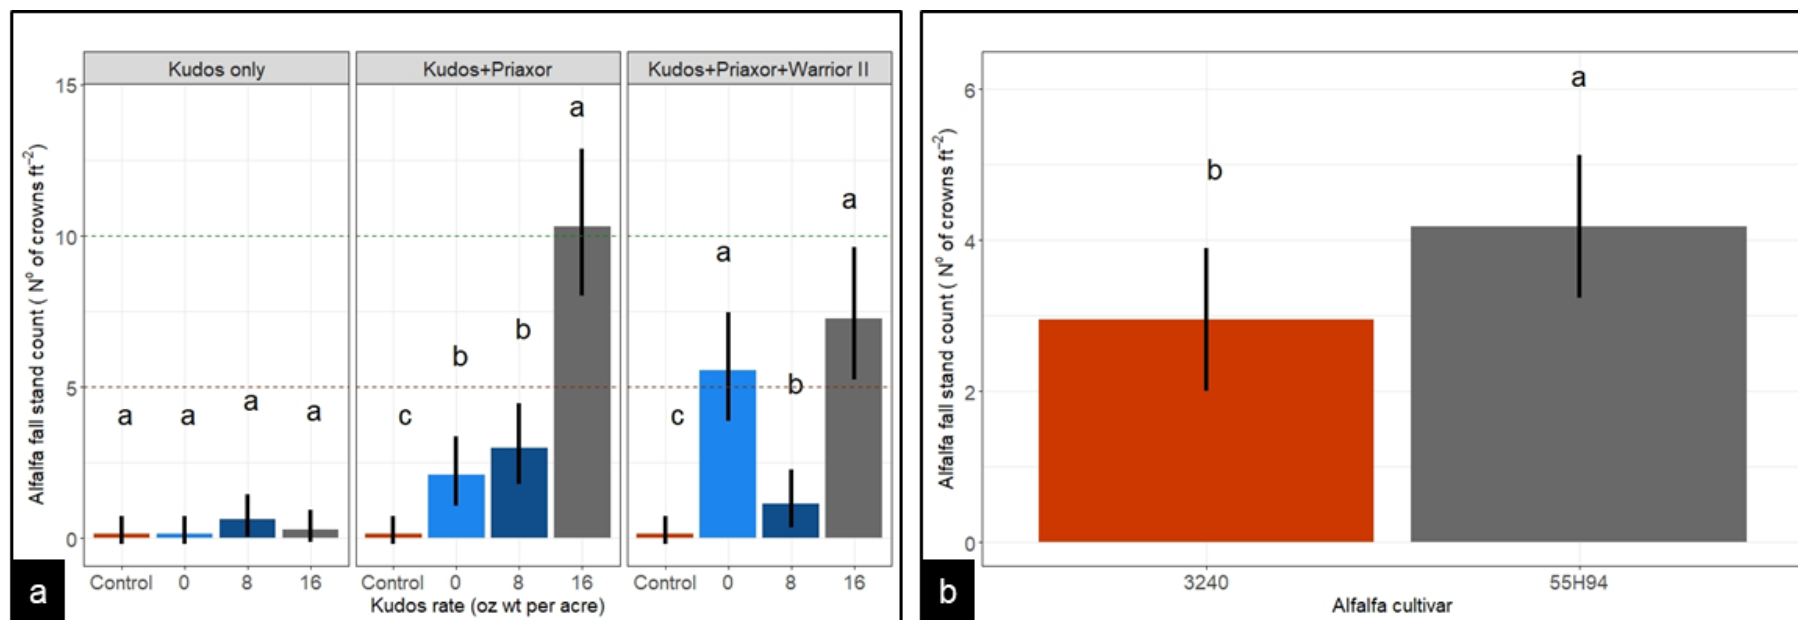 Kudos only
Kudos+Priaxor
Kudos+Priaxor+Warrior II
Alfalfa fall stand count ( Nº of crowns ft⁻²)
15
10
5
0
a
a
a
a
c
b
b
a
c
a
b
a
Control 0 8 16
Control 0 8 16
Control 0 8 16
Kudos rate (oz wt per acre)
a
Alfalfa fall stand count ( Nº of crowns ft⁻²)
6
4
2
0
b
a
3240
55H94
Alfalfa cultivar
b